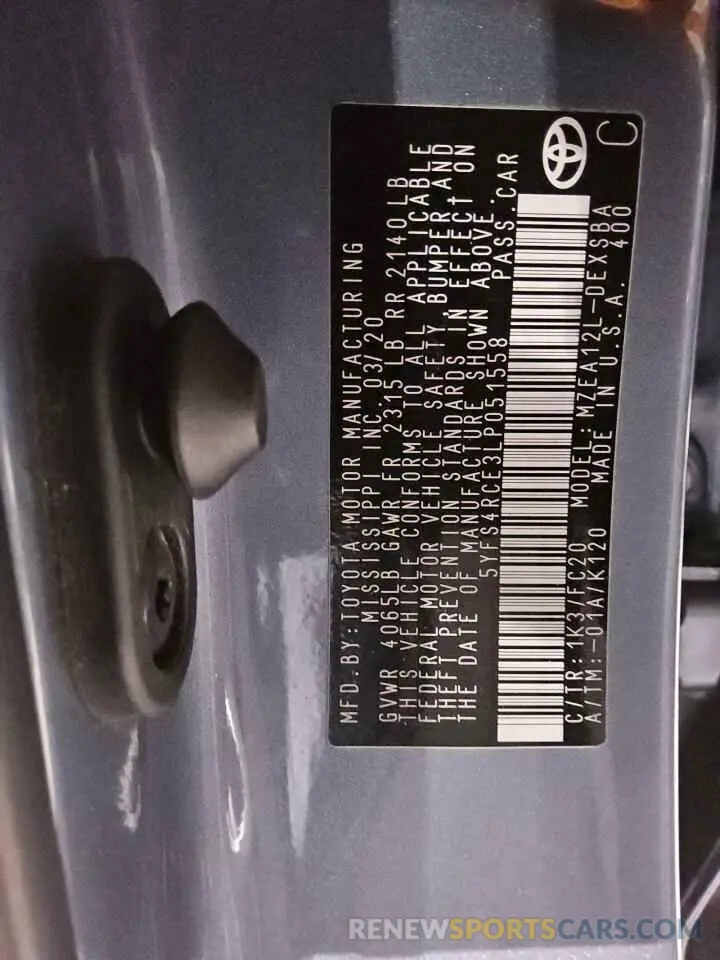 MFD.BY:TOYOTA MOTOR MANUFACTURING
MISSISSIPPI INC. 03/20
GVWR 4065LB GAWR FR 2315 LB RR 2140LB
THIS VEHICLE CONFORMS TO ALL APPLICABLE
FEDERAL MOTOR VEHICLE SAFETY, BUMPER AND
THEFT PREVENTION STANDARDS IN EFFECT ON
THE DATE OF MANUFACTURE SHOWN ABOVE.
5YFS4RCE3LP051558 PASS.CAR
C/TR: 1K3/FC20 MODEL: MZEA12L-DEXSBA
A/TM:-01A/K120 MADE IN U.S.A. 400
C
RENEWSPORTSCARS.COM